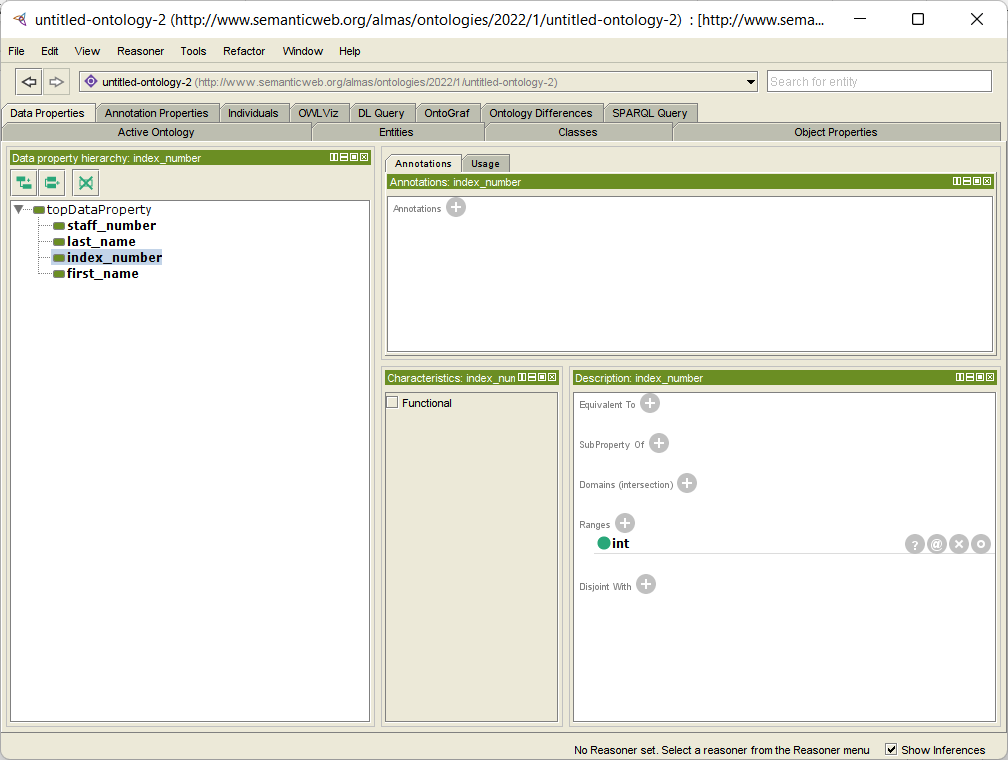 untitled-ontology-2 (http://www.semanticweb.org/almas/ontologies/2022/1/untitled-ontology-2) : [http://www.sema...
File Edit View Reasoner Tools Refactor Window Help
untitled-ontology-2 (http://www.semanticweb.org/almas/ontologies/2022/1/untitled-ontology-2)
Search for entity
Data Properties Annotation Properties Individuals OWLViz DL Query OntoGraf Ontology Differences SPARQL Query
Active Ontology Entities Classes Object Properties
Data property hierarchy: index_number
topDataProperty
staff_number
last_name
index_number
first_name
Annotations Usage
Annotations: index_number
Annotations
Characteristics: index_num
Functional
Description: index_number
Equivalent To
SubProperty Of
Domains (intersection)
Ranges
int
Disjoint With
No Reasoner set. Select a reasoner from the Reasoner menu Show Inferences